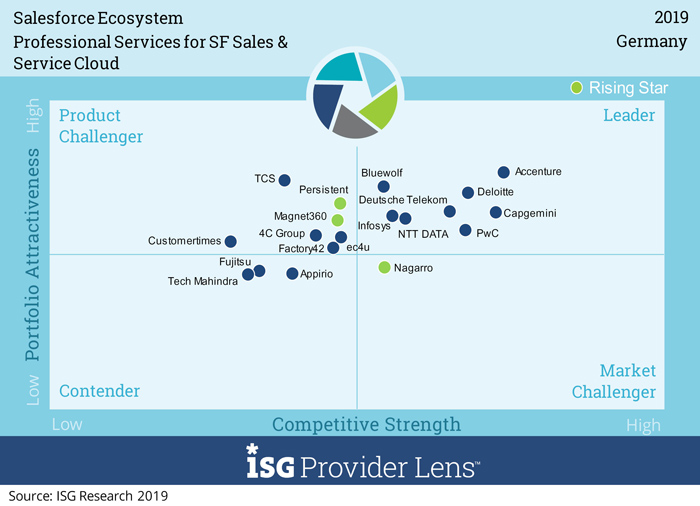 Salesforce Ecosystem
2019
Professional Services for SF Sales &
Service Cloud
Germany
Rising Star
High
Product
Challenger
Leader
Bluewolf
Accenture
TCS
Persistent
Deloitte
Deutsche Telekom
Magnet360
Capgemini
Infosys
4C Group
NTT DATA
PwC
Customertimes
Factory42
ec4u
Fujitsu
Nagarro
Tech Mahindra
Appirio
Portfolio Attractiveness
Low
Contender
Market
Challenger
Low
Competitive Strength
High
ISG Provider Lens™
Source: ISG Research 2019